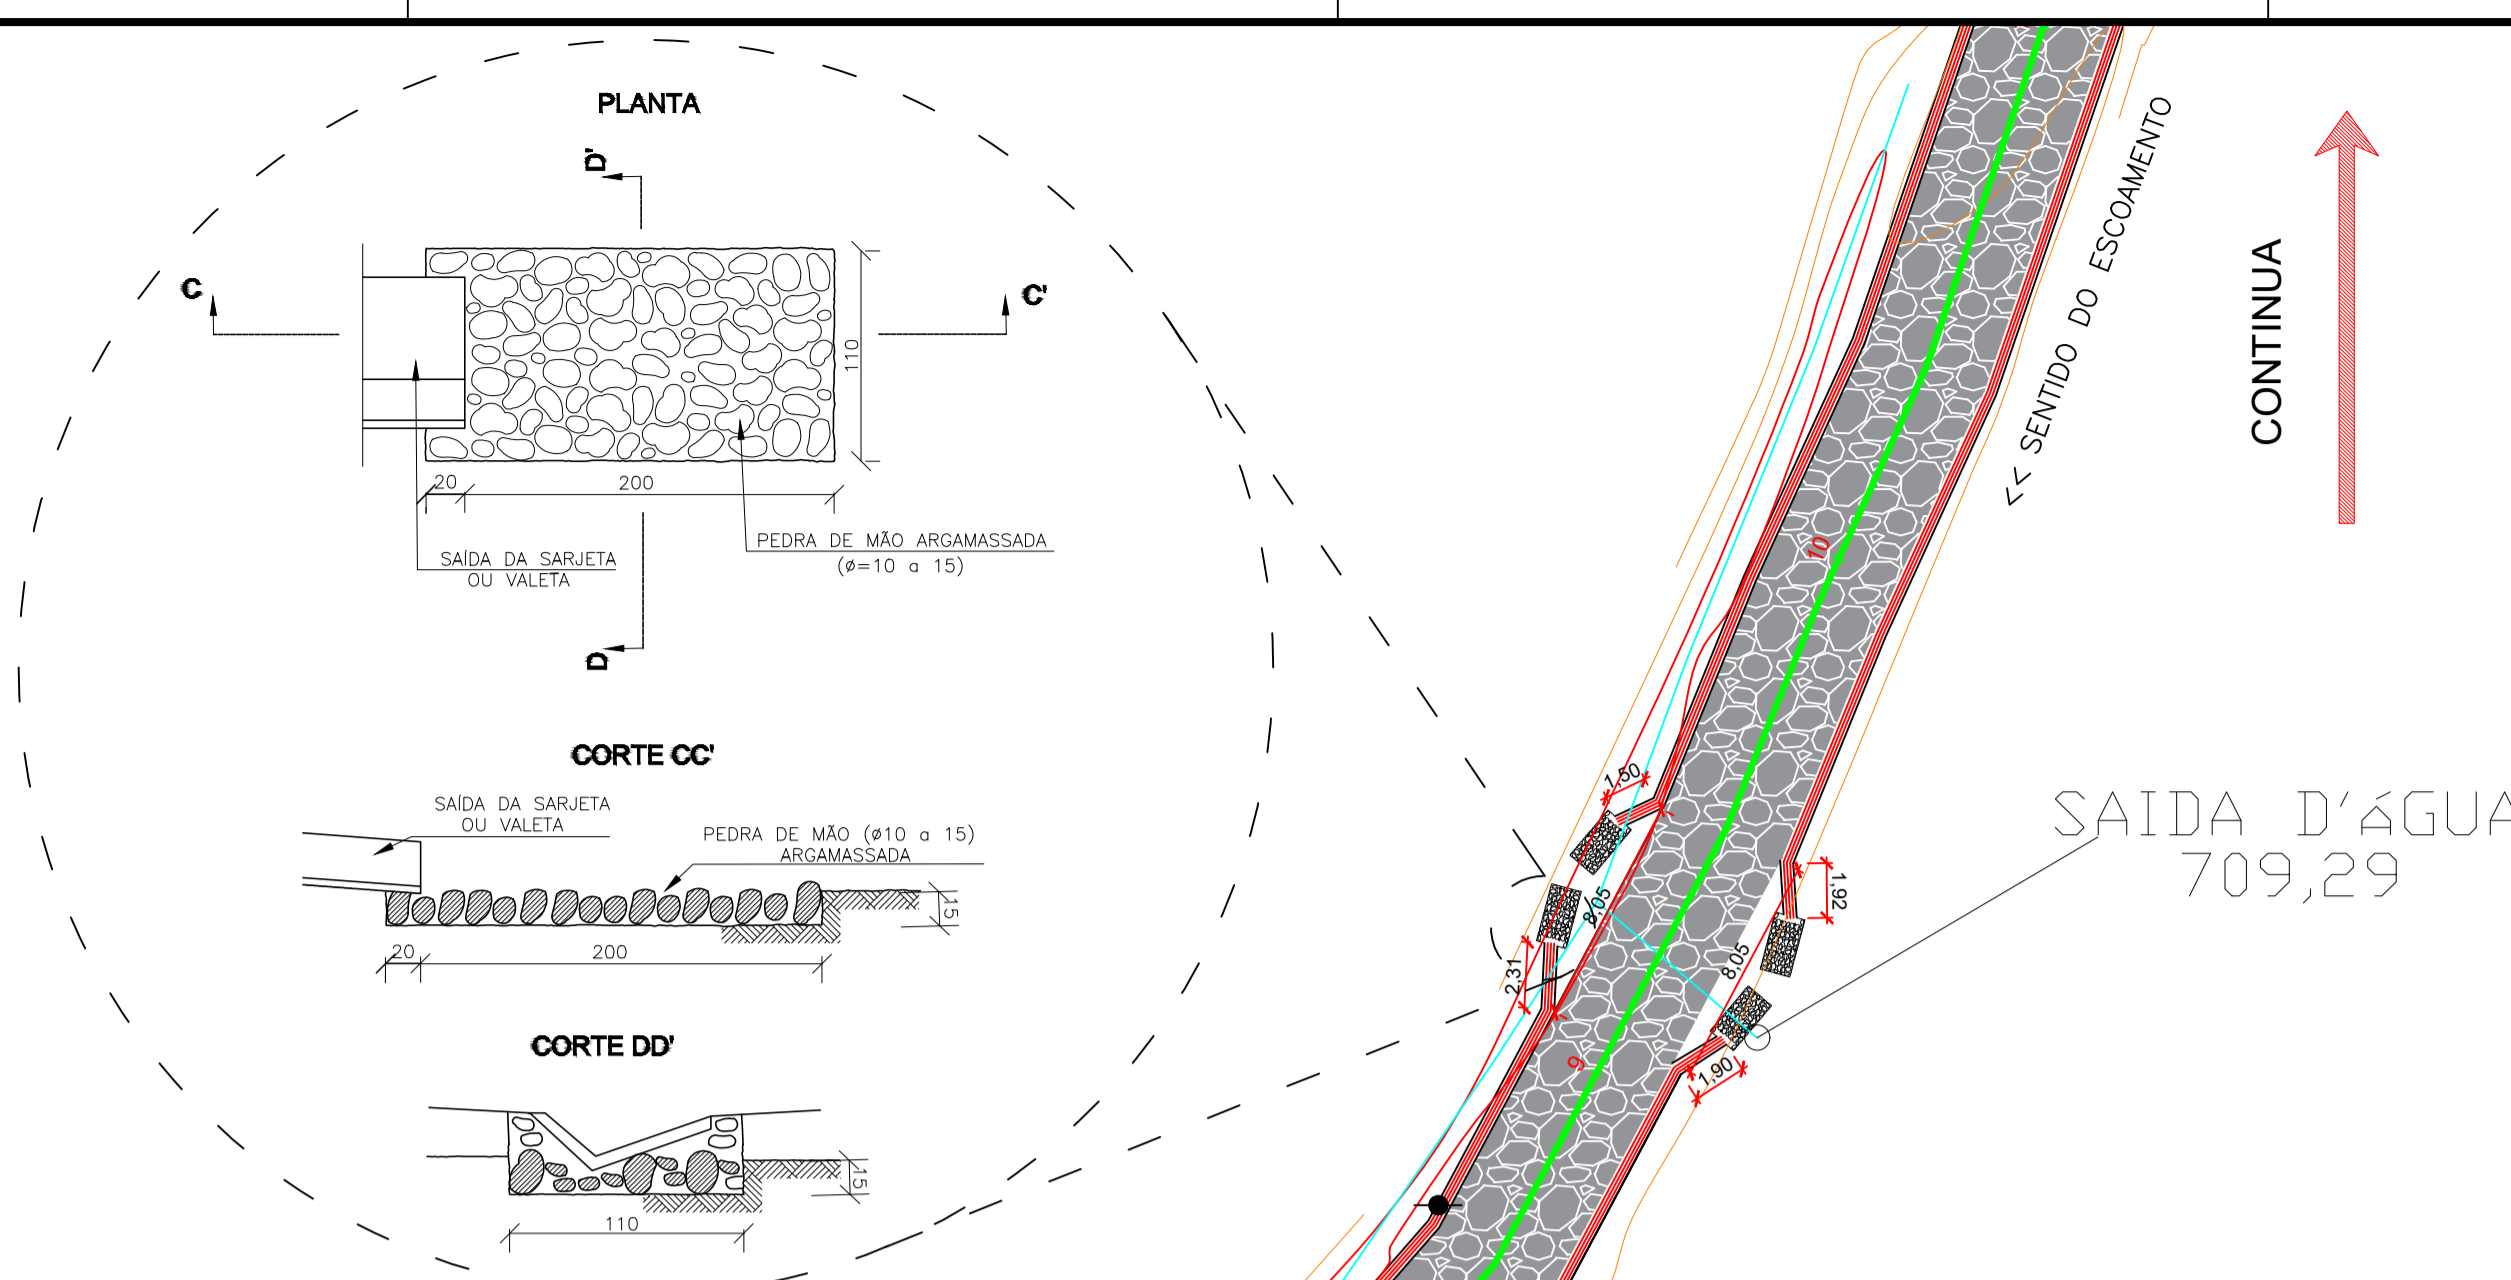 PLANTA
D'
C
C'
110
20
200
SAÍDA DA SARJETA
OU VALETA
PEDRA DE MÃO ARGAMASSADA
(ø=10 a 15)
D
CORTE CC'
SAÍDA DA SARJETA
OU VALETA
PEDRA DE MÃO (ø10 a 15)
ARGAMASSADA
15
20
200
CORTE DD'
15
110
<< SENTIDO DO ESCOAMENTO
CONTINUA
10
1,50
8,05
2,31
1,92
8,05
1,90
9
SAIDA D'ÁGUA
709,29